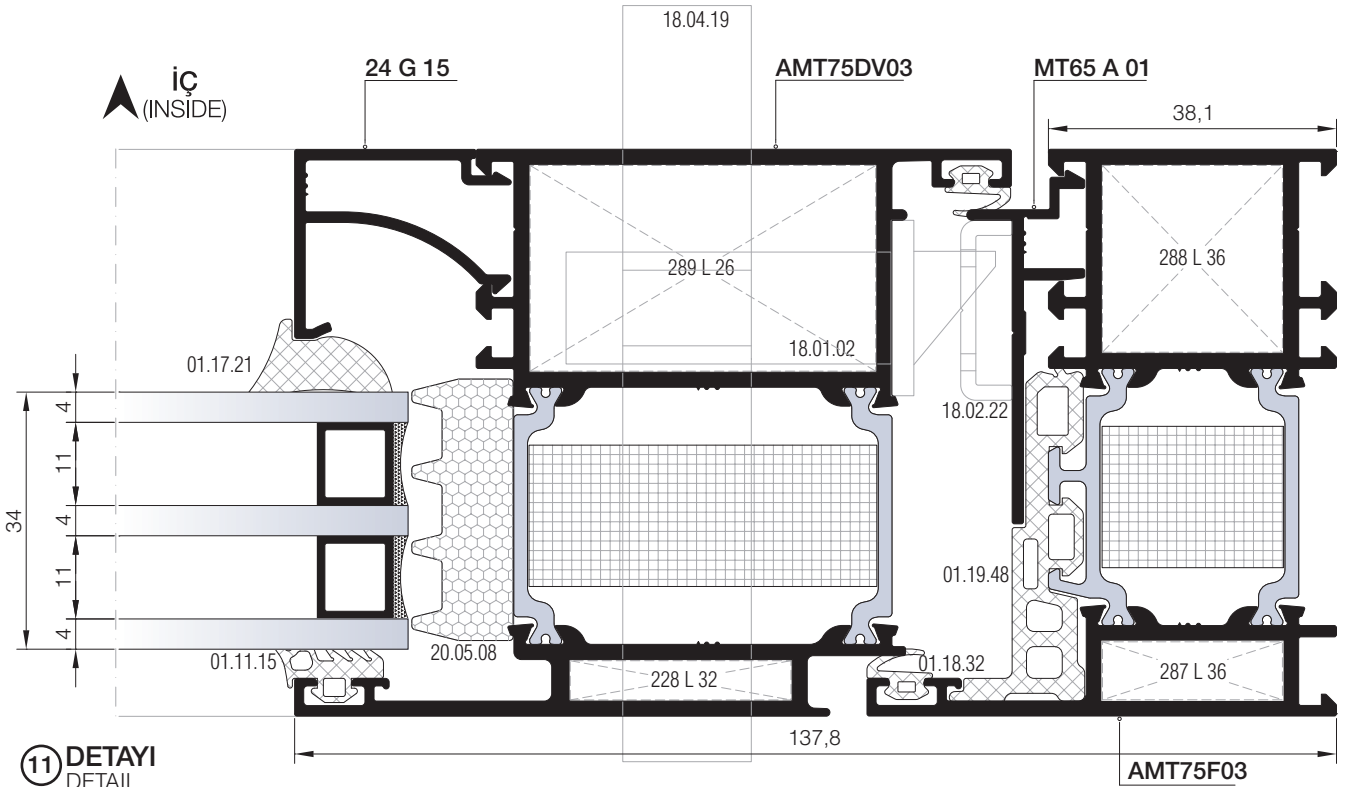 18.04.19
İÇ
(INSIDE)
24 G 15
AMT75DV03
MT65 A 01
38,1
289 L 26
288 L 36
18.01.02
01.17.21
18.02.22
4
11
4
11
4
34
01.19.48
01.11.15
20.05.08
228 L 32
01.18.32
287 L 36
137,8
11 DETAYI
DETAIL
AMT75F03